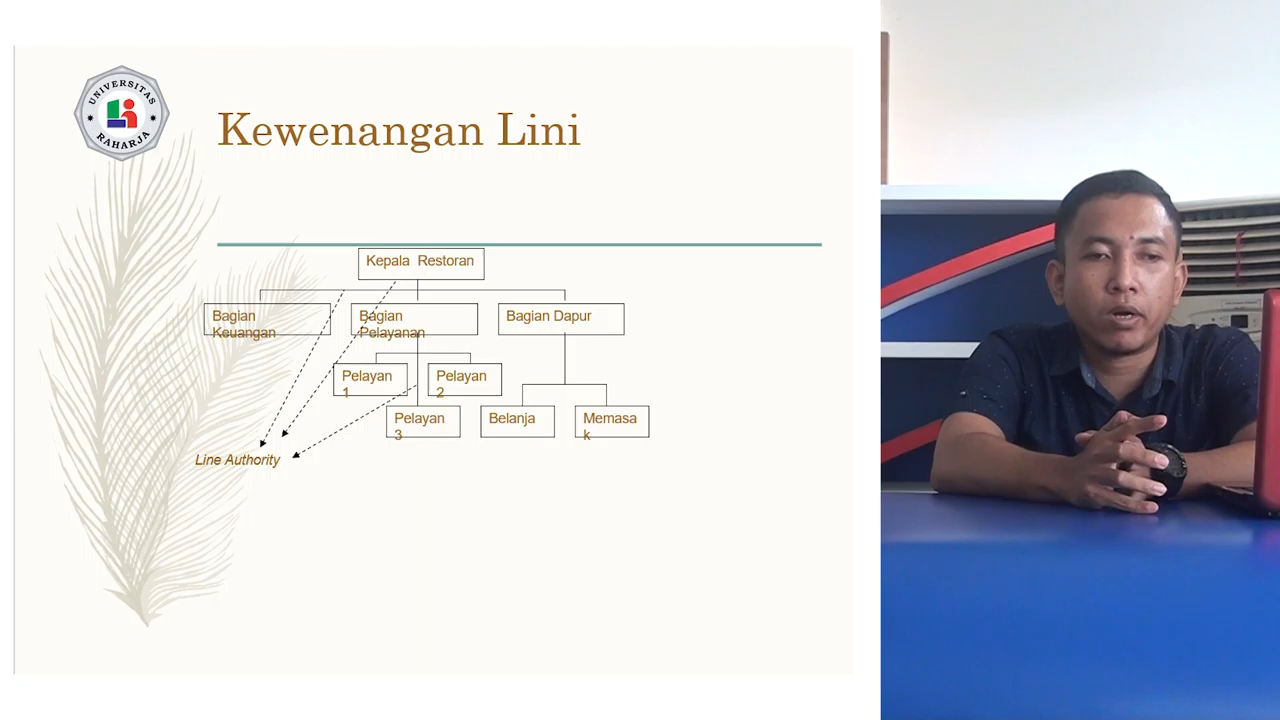 UNIVERSITAS
RAHARJA
Kewenangan Lini
Kepala Restoran
Bagian
Keuangan
Bagian
Pelayanan
Bagian Dapur
Pelayan
1
Pelayan
2
Pelayan
3
Belanja
Memasa
k
Line Authority